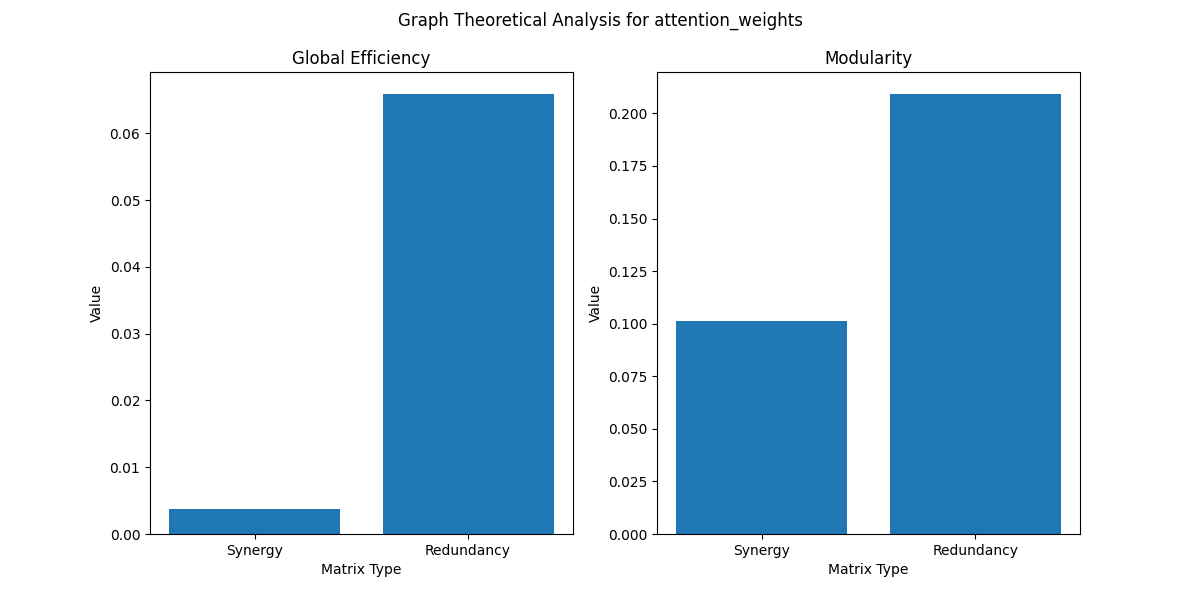 Graph Theoretical Analysis for attention_weights
Global Efficiency
0.06
0.05
0.04
0.03
0.02
0.01
0.00
Value
Synergy
Redundancy
Matrix Type
Modularity
0.200
0.175
0.150
0.125
0.100
0.075
0.050
0.025
0.000
Value
Synergy
Redundancy
Matrix Type